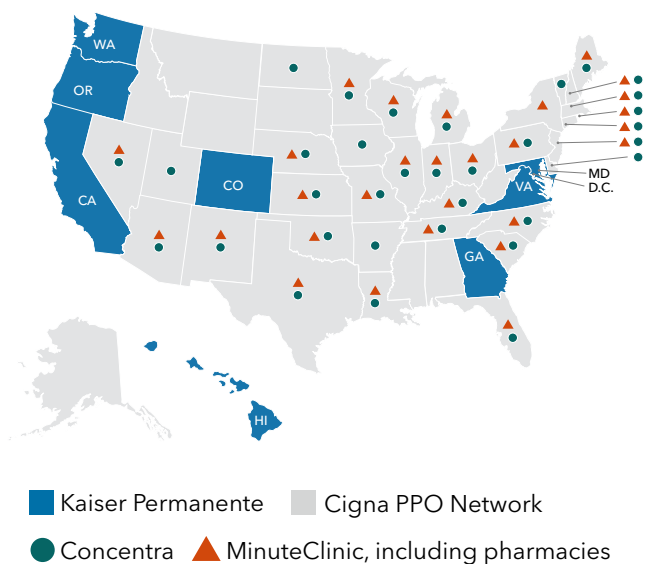 WA
OR
CA
CO
MD
VA
D.C.
GA
HI
Kaiser Permanente
Cigna PPO Network
Concentra
MinuteClinic, including pharmacies